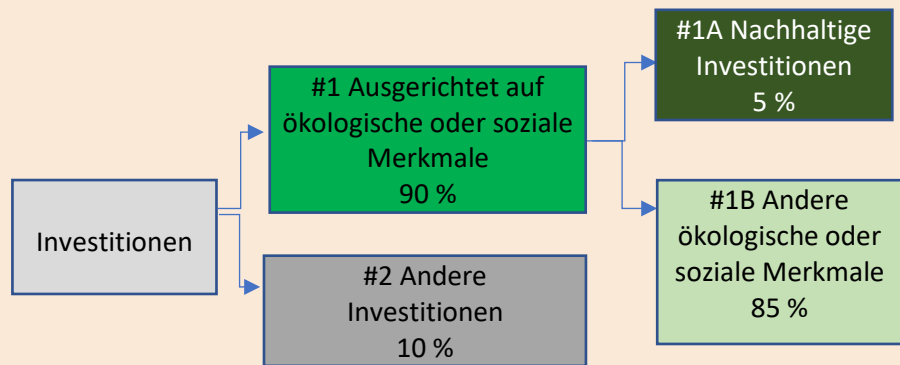 Investitionen
#1 Ausgerichtet auf
ökologische oder soziale
Merkmale
90 %
#2 Andere
Investitionen
10 %
#1A Nachhaltige
Investitionen
5 %
#1B Andere
ökologische oder
soziale Merkmale
85 %